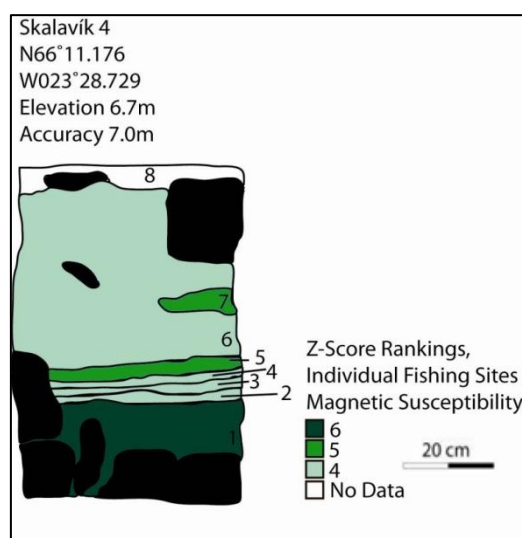 Skalavík 4
N66°11.176
W023°28.729
Elevation 6.7m
Accuracy 7.0m
8
7
6
5
4
3
2
1
Z-Score Rankings,
Individual Fishing Sites
Magnetic Susceptibility
6
5
4
No Data
20 cm